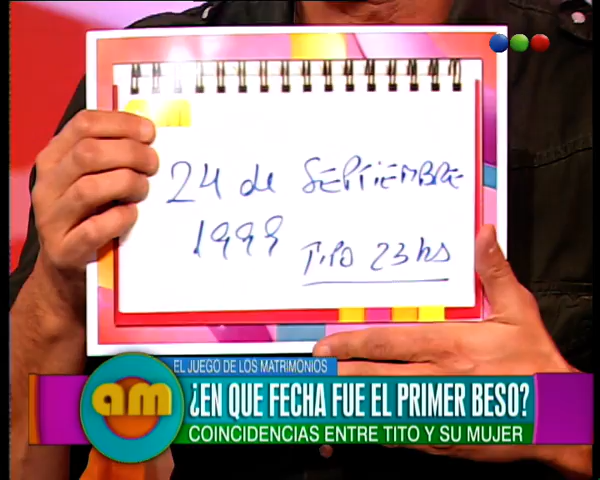 24 de SEPTIEMBRE
1999 TIPO 23 hs
EL JUEGO DE LOS MATRIMONIOS
am
¿EN QUE FECHA FUE EL PRIMER BESO?
COINCIDENCIAS ENTRE TITO Y SU MUJER